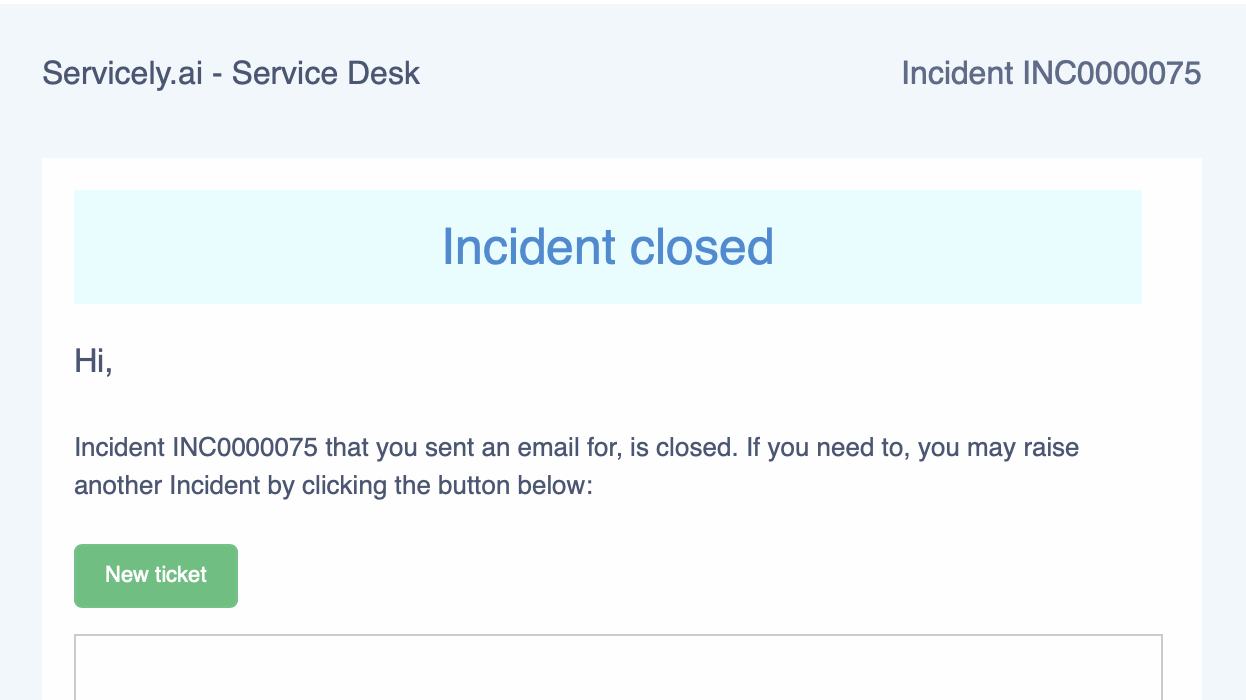 Servicely.ai - Service Desk
Incident INC0000075
Incident closed
Hi,
Incident INC0000075 that you sent an email for, is closed. If you need to, you may raise
another Incident by clicking the button below:
New ticket